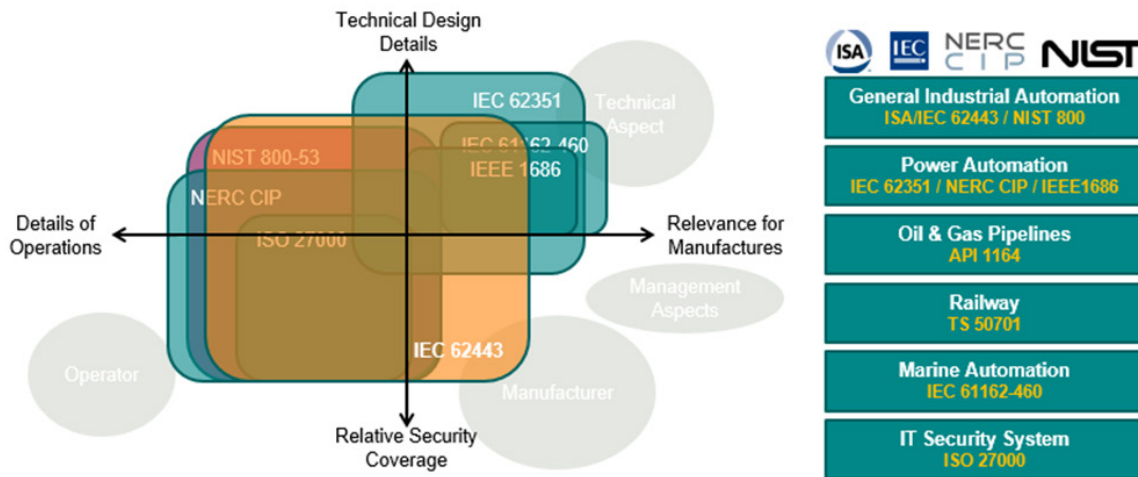 Technical Design
Details
IEC 62351
Technical
Aspect
IEC 61162-460
NIST 800-53
IEEE 1686
NERC CIP
Details of
Operations
ISO 27000
Relevance for
Manufactures
Management
Aspects
IEC 62443
Operator
Manufacturer
Relative Security
Coverage
ISA
IEC
NERC
CIP
NIST
General Industrial Automation
ISA/IEC 62443 / NIST 800
Power Automation
IEC 62351 / NERC CIP / IEEE1686
Oil & Gas Pipelines
API 1164
Railway
TS 50701
Marine Automation
IEC 61162-460
IT Security System
ISO 27000